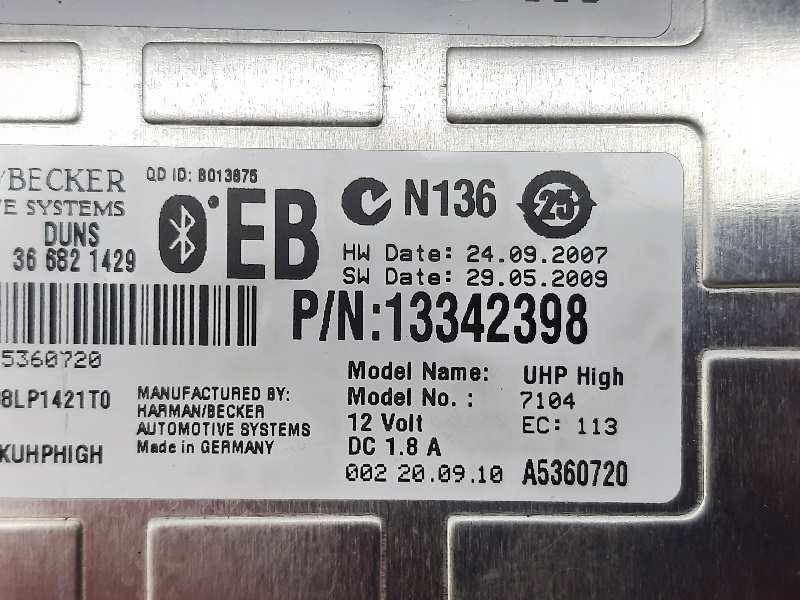 /BECKER
VE SYSTEMS
DUNS
36 682 1429
QD ID: B013875
EB
N136
25
HW Date: 24.09.2007
SW Date: 29.05.2009
P/N:13342398
5360720
8LP1421T0
KUHPHIGH
MANUFACTURED BY:
HARMAN/BECKER
AUTOMOTIVE SYSTEMS
Made in GERMANY
Model Name: UHP High
Model No.: 7104
12 Volt EC: 113
DC 1.8 A
002 20.09.10 A5360720